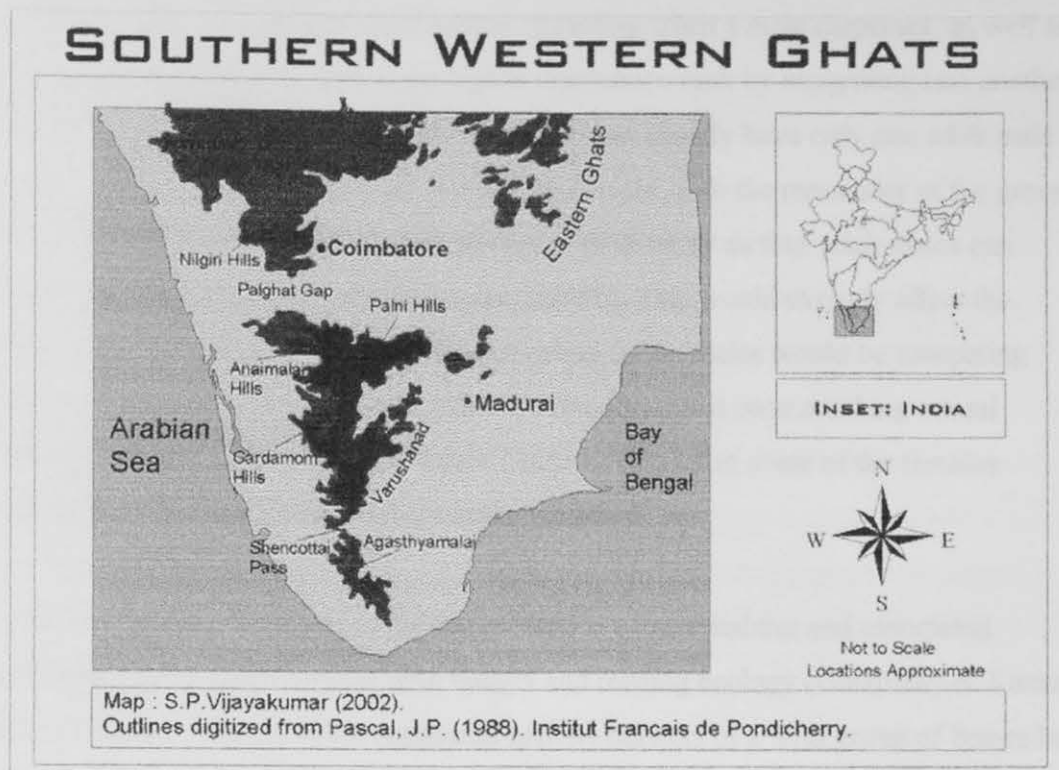 SOUTHERN WESTERN GHATS
Eastern Ghats
Coimbatore
Nilgiri Hills
Palghat Gap
Palni Hills
Anaimalai
Hills
Madurai
Arabian
Sea
Cardamom
Hills
Varushanad
Bay
of
Bengal
Shencottai
Pass
Agasthyamalai
INSET: INDIA
N
W
E
S
Not to Scale
Locations Approximate
Map : S.P.Vijayakumar (2002).
Outlines digitized from Pascal, J.P. (1988). Institut Francais de Pondicherry.